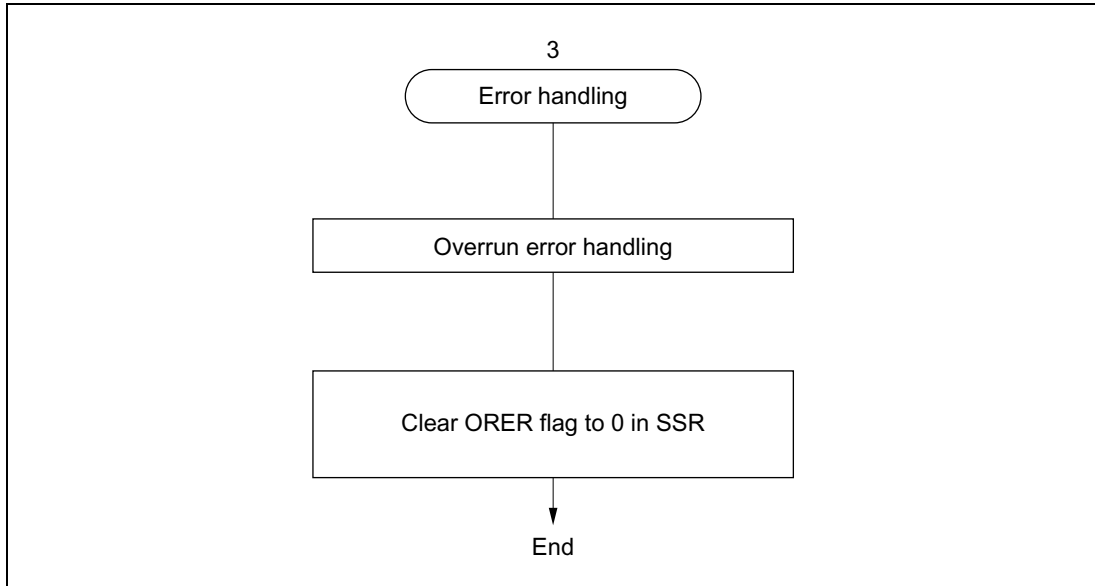 3
Error handling
Overrun error handling
Clear ORER flag to 0 in SSR
End